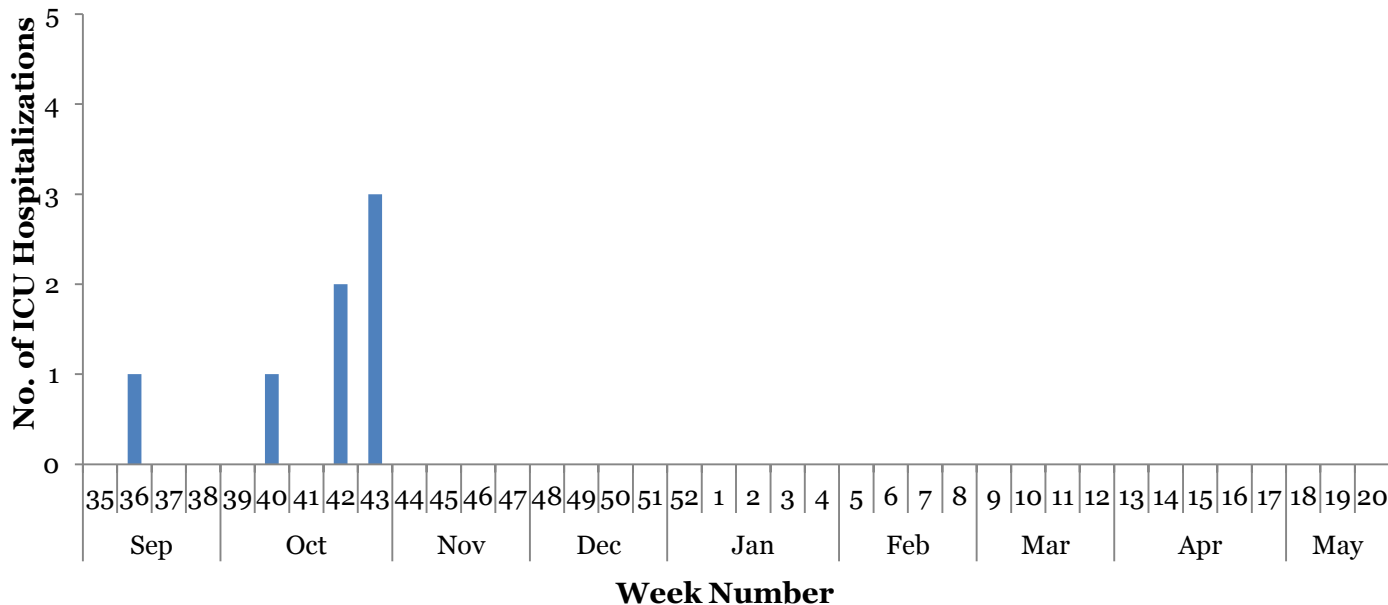 No. of ICU Hospitalizations
5
4
3
2
1
0
35 36 37 38 39 40 41 42 43 44 45 46 47 48 49 50 51 52 1 2 3 4 5 6 7 8 9 10 11 12 13 14 15 16 17 18 19 20
Sep Oct Nov Dec Jan Feb Mar Apr May
Week Number